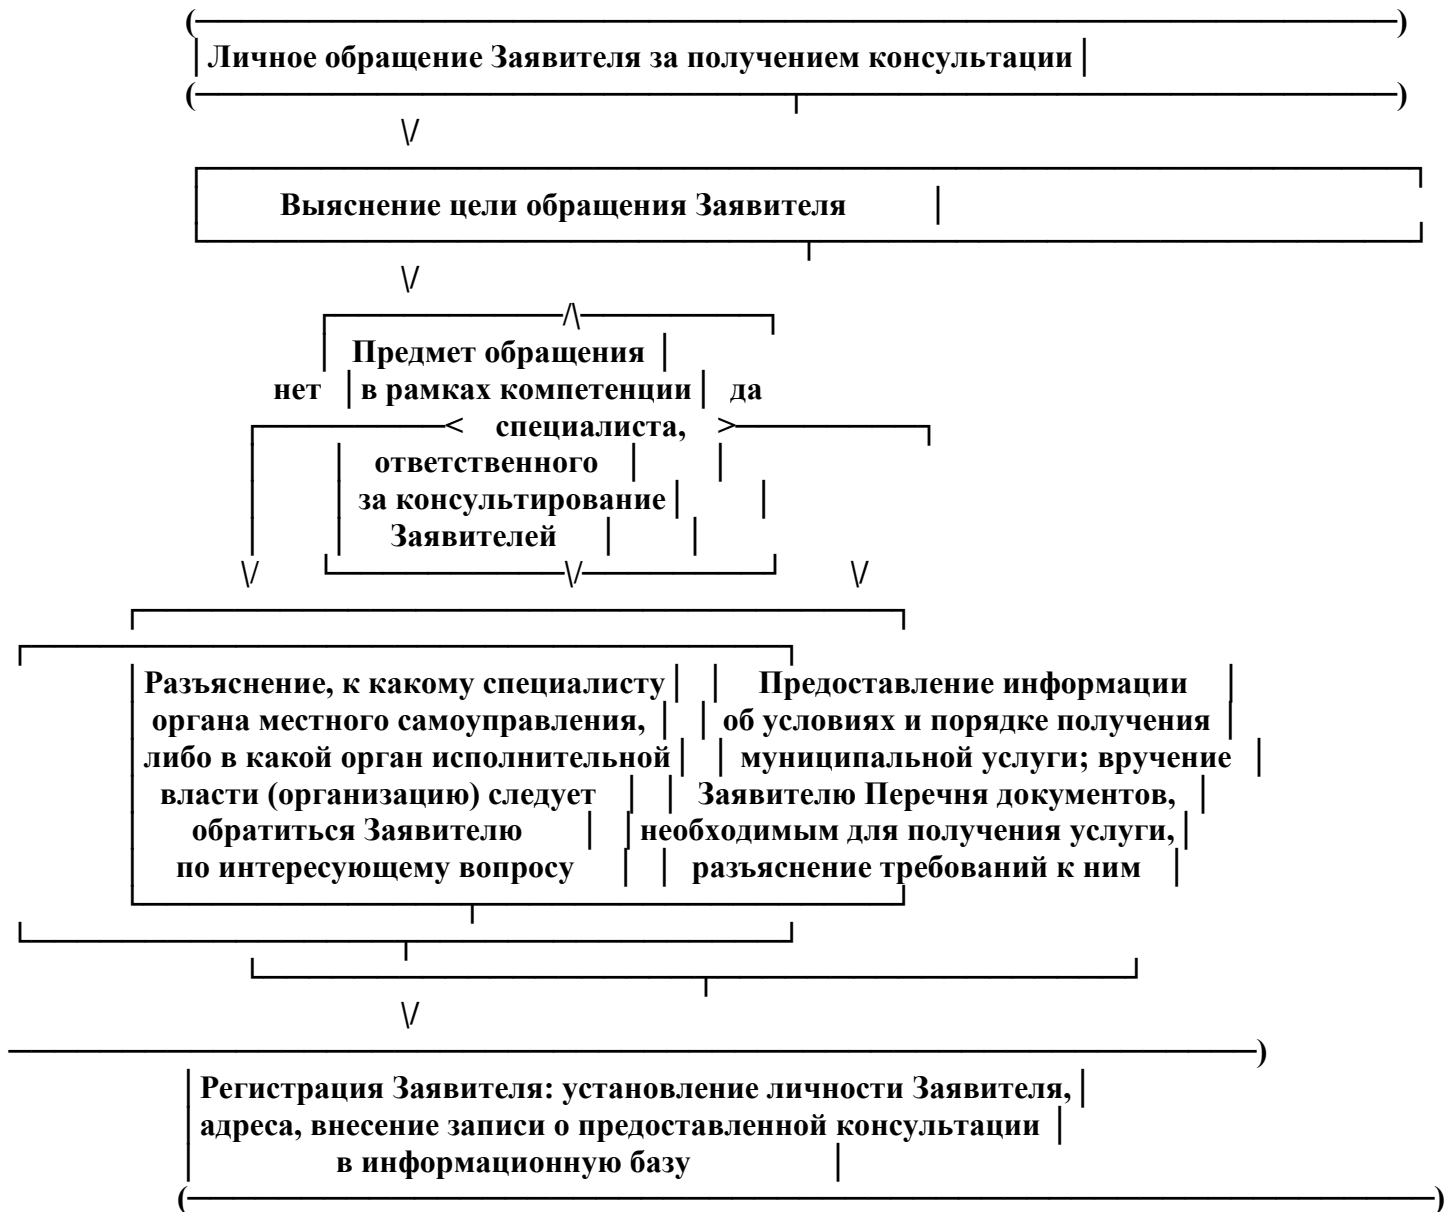 Личное обращение Заявителя за получением консультации
Выяснение цели обращения Заявителя
Предмет обращения
нет в рамках компетенции да
специалиста,
ответственного
за консультирование
Заявителей
Разъяснение, к какому специалисту
органа местного самоуправления,
либо в какой орган исполнительной
власти (организацию) следует
обратиться Заявителю
по интересующему вопросу
Предоставление информации
об условиях и порядке получения
муниципальной услуги; вручение
Заявителю Перечня документов,
необходимым для получения услуги,
разъяснение требований к ним
Регистрация Заявителя: установление личности Заявителя,
адреса, внесение записи о предоставленной консультации
в информационную базу